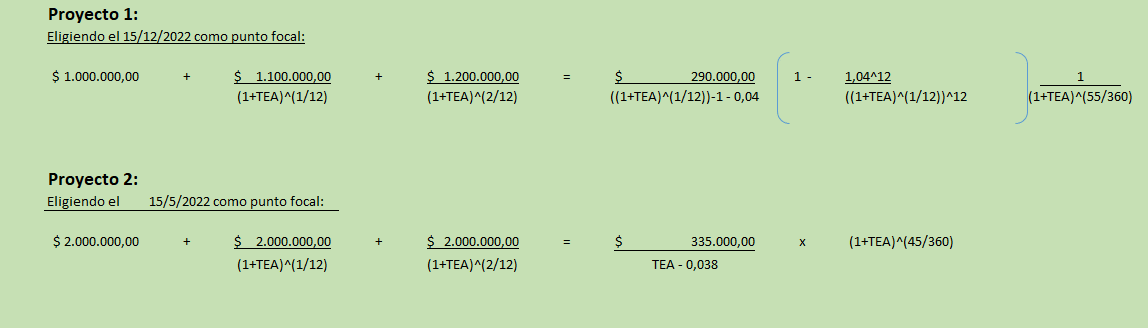 Proyecto 1:
Eligiendo el 15/12/2022 como punto focal:
$ 1.000.000,00 + $ 1.100.000,00 + $ 1.200.000,00 = $ 290.000,00 1 - 1,04^12 1
(1+TEA)^(1/12) (1+TEA)^(2/12) ((1+TEA)^(1/12))-1 - 0,04 ((1+TEA)^(1/12))^12 (1+TEA)^(55/360)
Proyecto 2:
Eligiendo el 15/5/2022 como punto focal:
$ 2.000.000,00 + $ 2.000.000,00 + $ 2.000.000,00 = $ 335.000,00 x (1+TEA)^(45/360)
(1+TEA)^(1/12) (1+TEA)^(2/12) TEA - 0,038